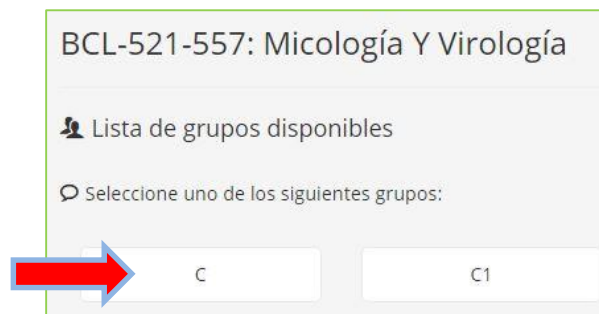 BCL-521-557: Micología Y Virología
Lista de grupos disponibles
Seleccione uno de los siguientes grupos:
C C1